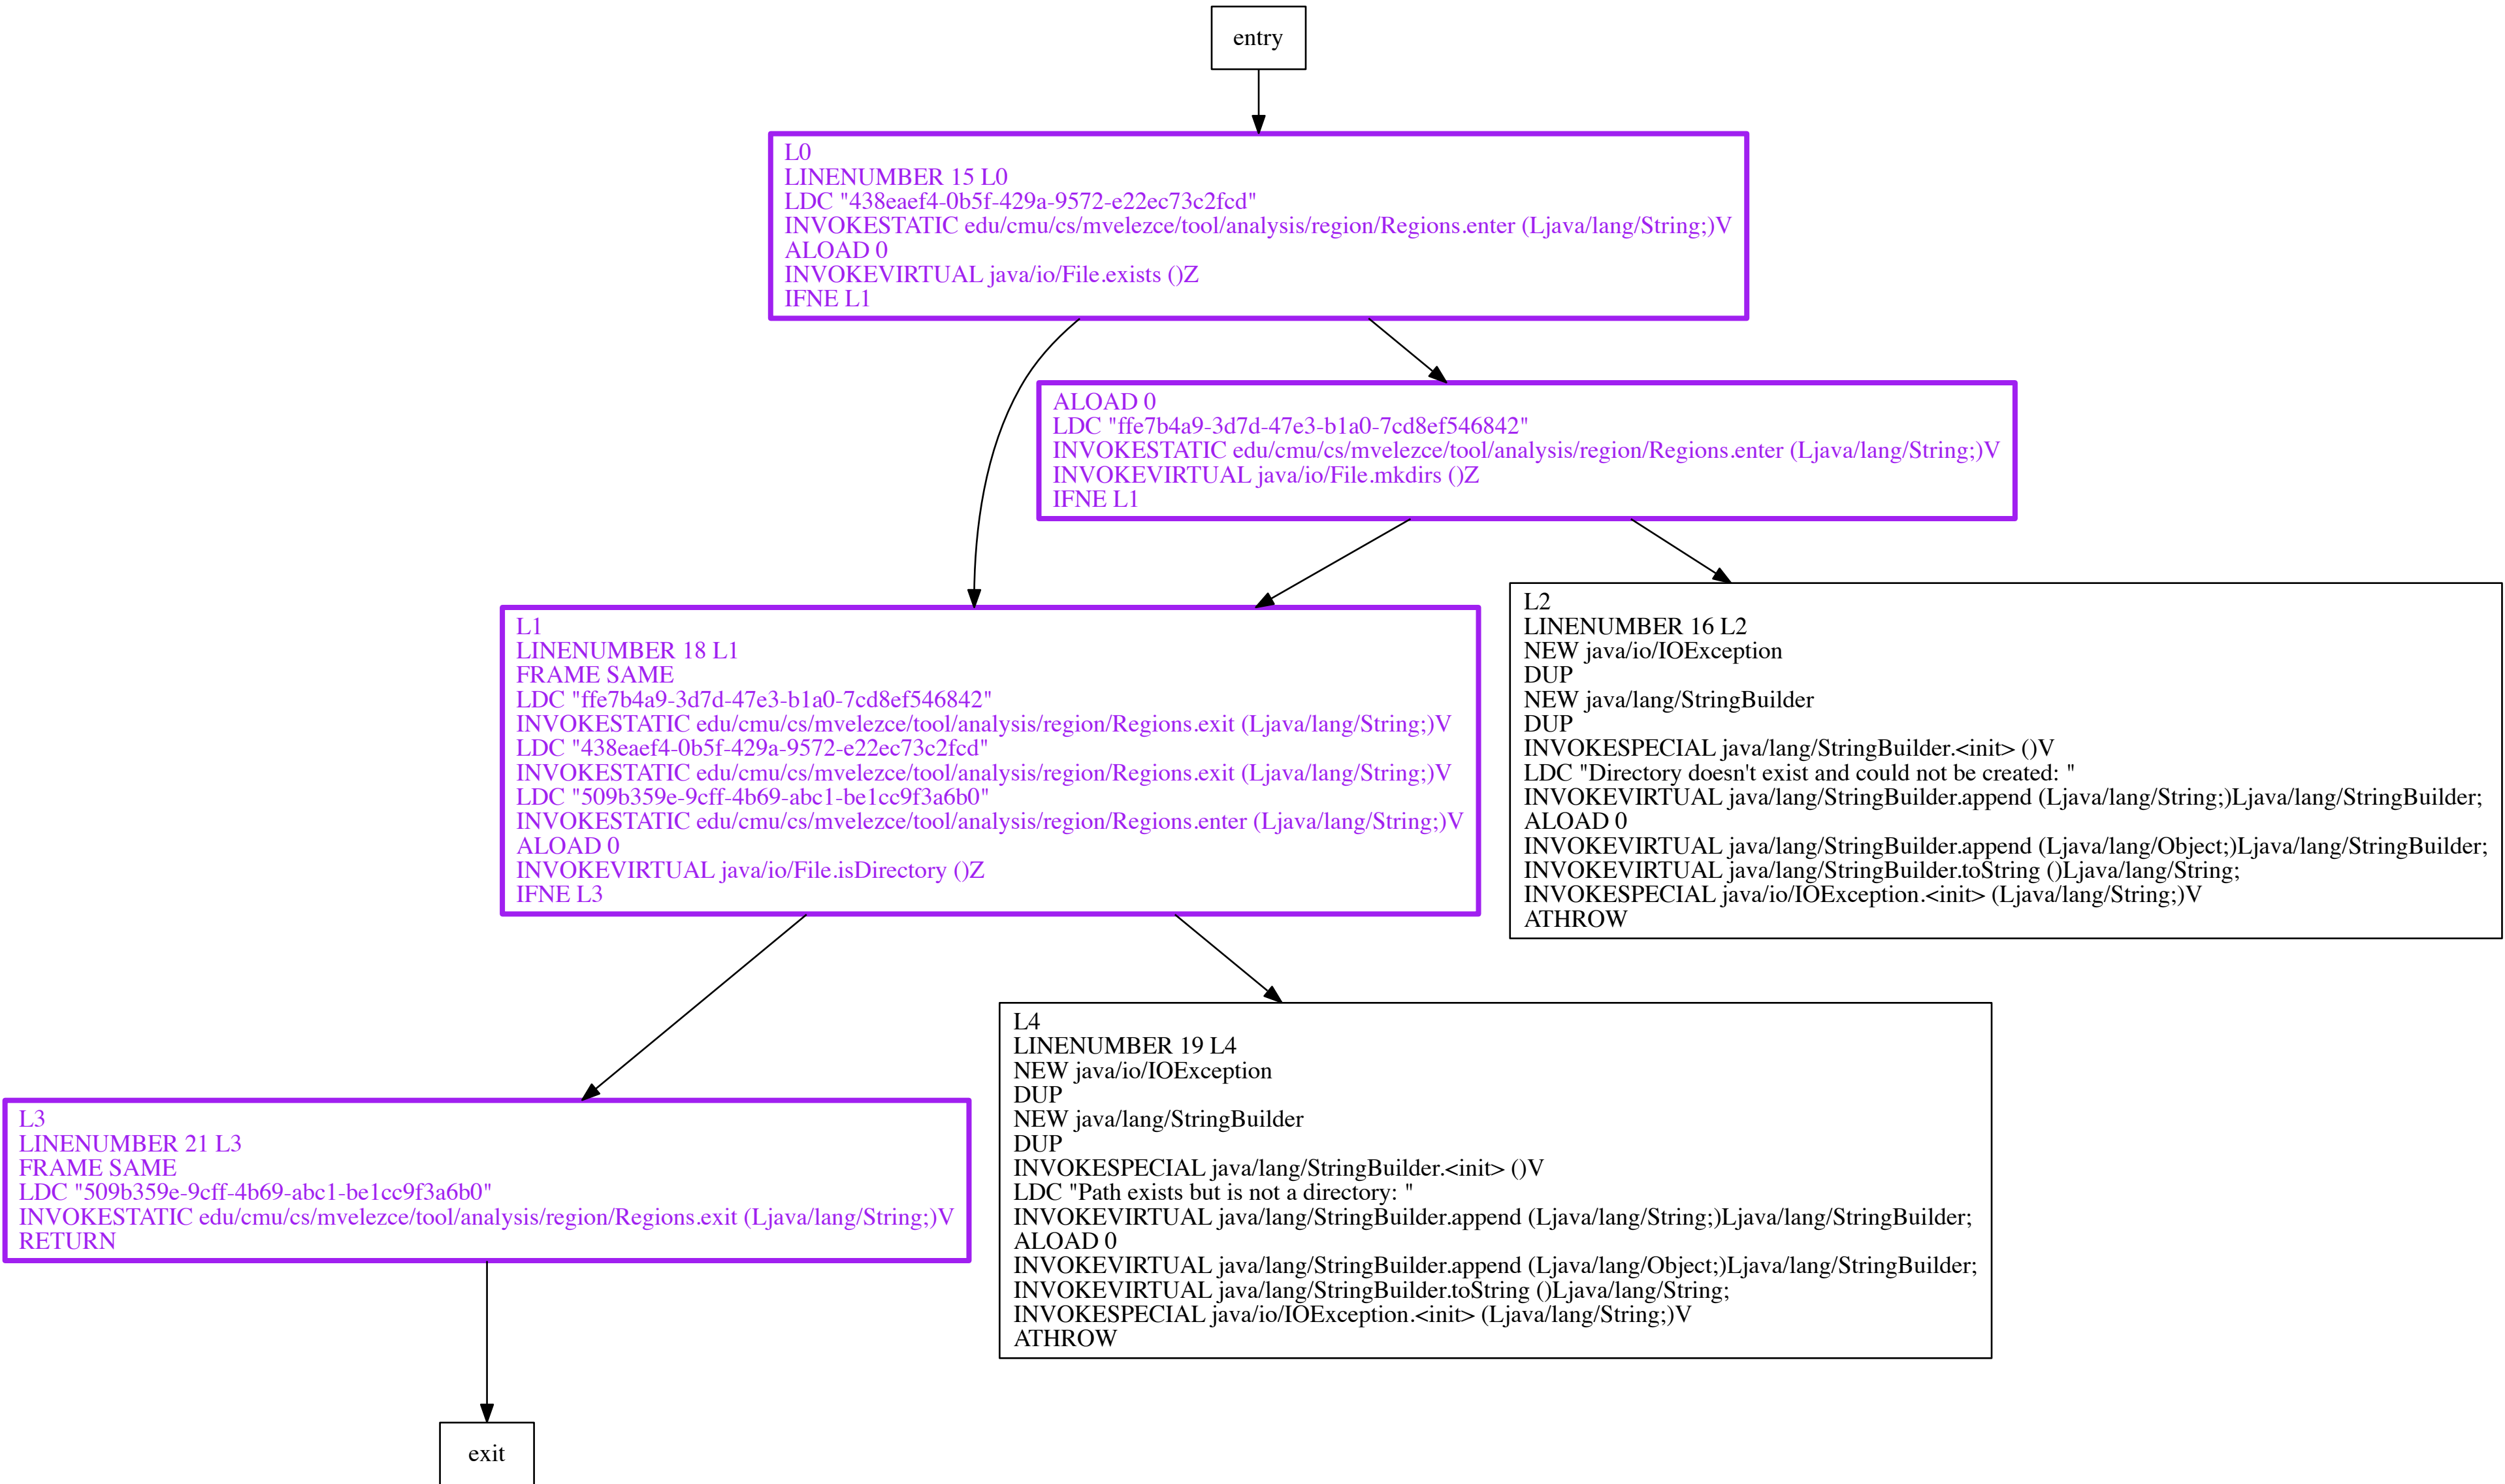 entry
L0
LINENUMBER 15 L0
LDC "438eaef4-0b5f-429a-9572-e22ec73c2fcd"
INVOKESTATIC edu/cmu/cs/mvelezce/tool/analysis/region/Regions.enter (Ljava/lang/String;)V
ALOAD 0
INVOKEVIRTUAL java/io/File.exists ()Z
IFNE L1
ALOAD 0
LDC "ffe7b4a9-3d7d-47e3-b1a0-7cd8ef546842"
INVOKESTATIC edu/cmu/cs/mvelezce/tool/analysis/region/Regions.enter (Ljava/lang/String;)V
INVOKEVIRTUAL java/io/File.mkdirs ()Z
IFNE L1
L1
LINENUMBER 18 L1
FRAME SAME
LDC "ffe7b4a9-3d7d-47e3-b1a0-7cd8ef546842"
INVOKESTATIC edu/cmu/cs/mvelezce/tool/analysis/region/Regions.exit (Ljava/lang/String;)V
LDC "438eaef4-0b5f-429a-9572-e22ec73c2fcd"
INVOKESTATIC edu/cmu/cs/mvelezce/tool/analysis/region/Regions.exit (Ljava/lang/String;)V
LDC "509b359e-9cff-4b69-abc1-be1cc9f3a6b0"
INVOKESTATIC edu/cmu/cs/mvelezce/tool/analysis/region/Regions.enter (Ljava/lang/String;)V
ALOAD 0
INVOKEVIRTUAL java/io/File.isDirectory ()Z
IFNE L3
L2
LINENUMBER 16 L2
NEW java/io/IOException
DUP
NEW java/lang/StringBuilder
DUP
INVOKESPECIAL java/lang/StringBuilder.<init> ()V
LDC "Directory doesn't exist and could not be created: "
INVOKEVIRTUAL java/lang/StringBuilder.append (Ljava/lang/String;)Ljava/lang/StringBuilder;
ALOAD 0
INVOKEVIRTUAL java/lang/StringBuilder.append (Ljava/lang/Object;)Ljava/lang/StringBuilder;
INVOKEVIRTUAL java/lang/StringBuilder.toString ()Ljava/lang/String;
INVOKESPECIAL java/io/IOException.<init> (Ljava/lang/String;)V
ATHROW
L3
LINENUMBER 21 L3
FRAME SAME
LDC "509b359e-9cff-4b69-abc1-be1cc9f3a6b0"
INVOKESTATIC edu/cmu/cs/mvelezce/tool/analysis/region/Regions.exit (Ljava/lang/String;)V
RETURN
L4
LINENUMBER 19 L4
NEW java/io/IOException
DUP
NEW java/lang/StringBuilder
DUP
INVOKESPECIAL java/lang/StringBuilder.<init> ()V
LDC "Path exists but is not a directory: "
INVOKEVIRTUAL java/lang/StringBuilder.append (Ljava/lang/String;)Ljava/lang/StringBuilder;
ALOAD 0
INVOKEVIRTUAL java/lang/StringBuilder.append (Ljava/lang/Object;)Ljava/lang/StringBuilder;
INVOKEVIRTUAL java/lang/StringBuilder.toString ()Ljava/lang/String;
INVOKESPECIAL java/io/IOException.<init> (Ljava/lang/String;)V
ATHROW
exit